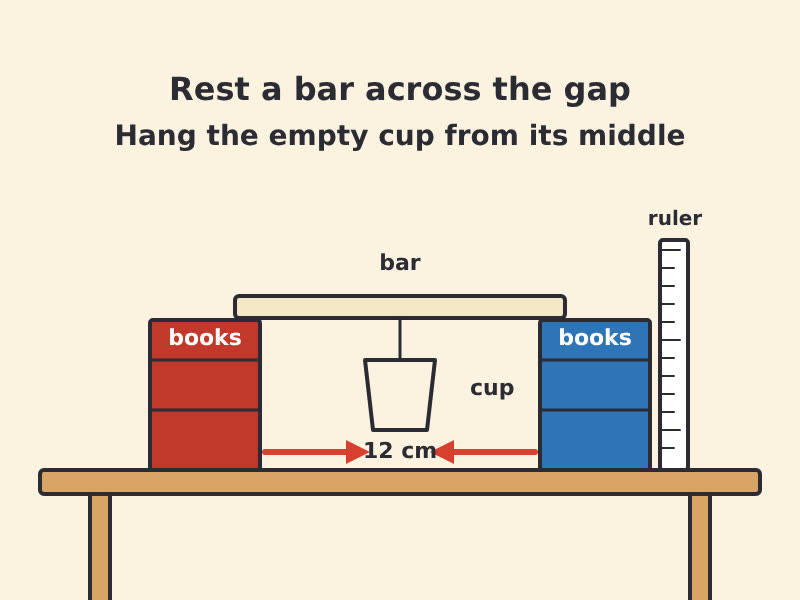 Rest a bar across the gap
Hang the empty cup from its middle
ruler
bar
books
books
cup
12 cm